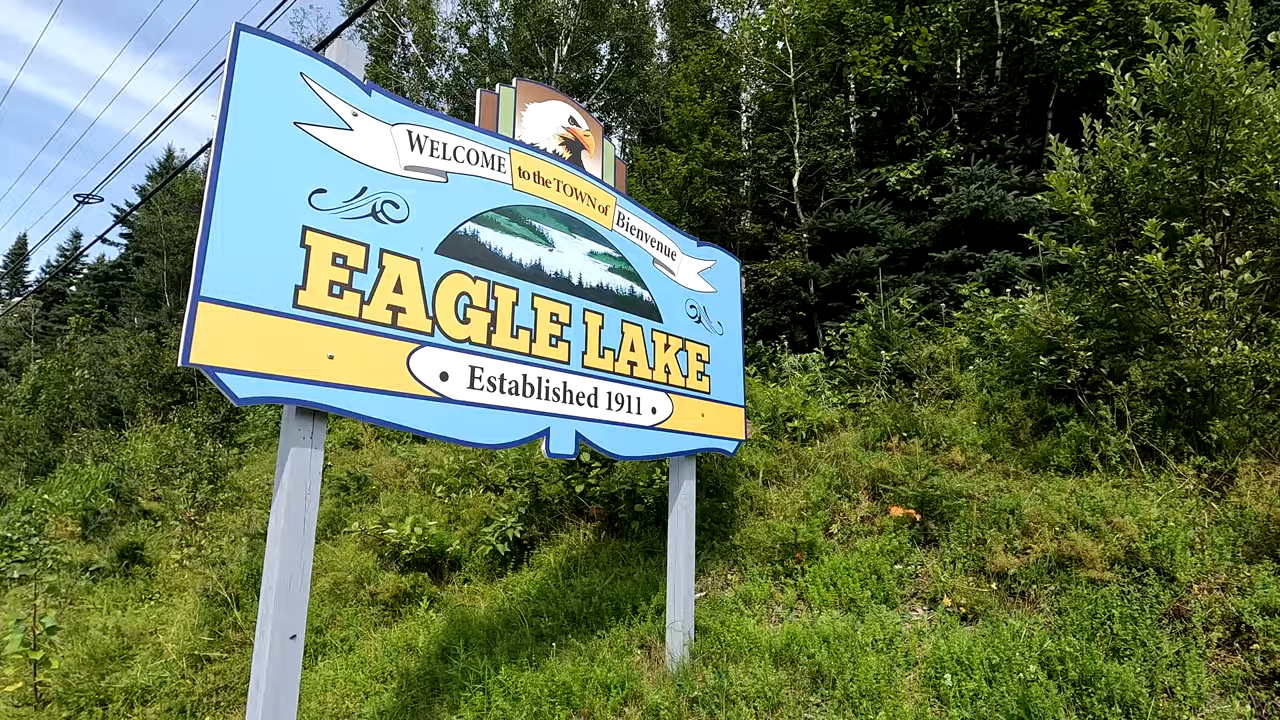 WELCOME to the TOWN of Bienvenue
EAGLE LAKE
• Established 1911 •